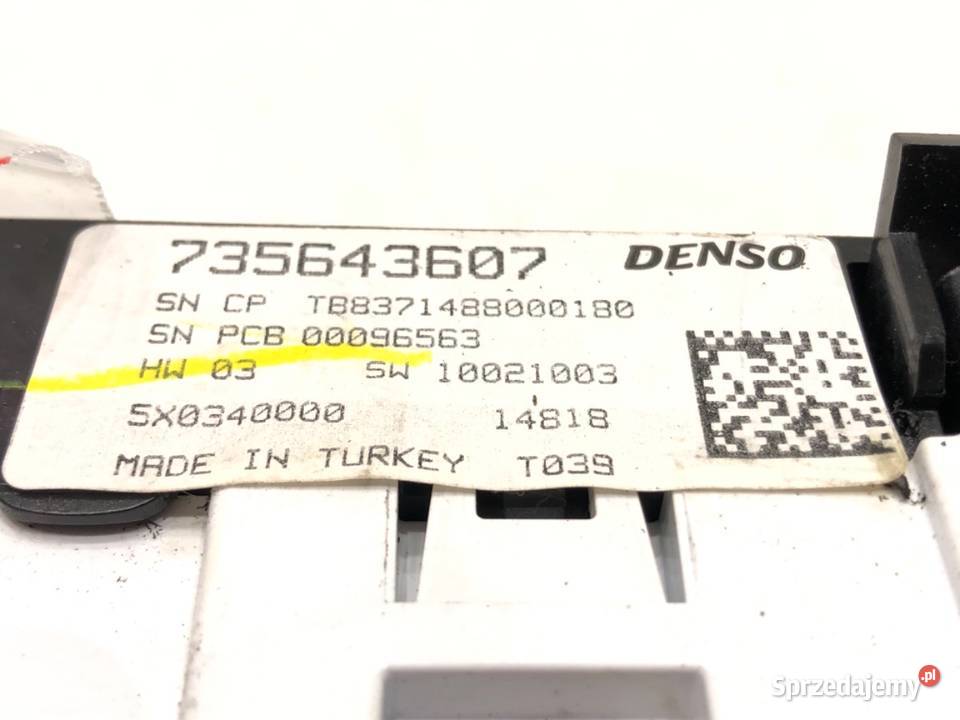 735643607 DENSO
SN CP TB8371488000180
SN PCB 00096563
HW 03 SW 10021003
5X0340000 14818
MADE IN TURKEY T039
Sprzedajemy.pl